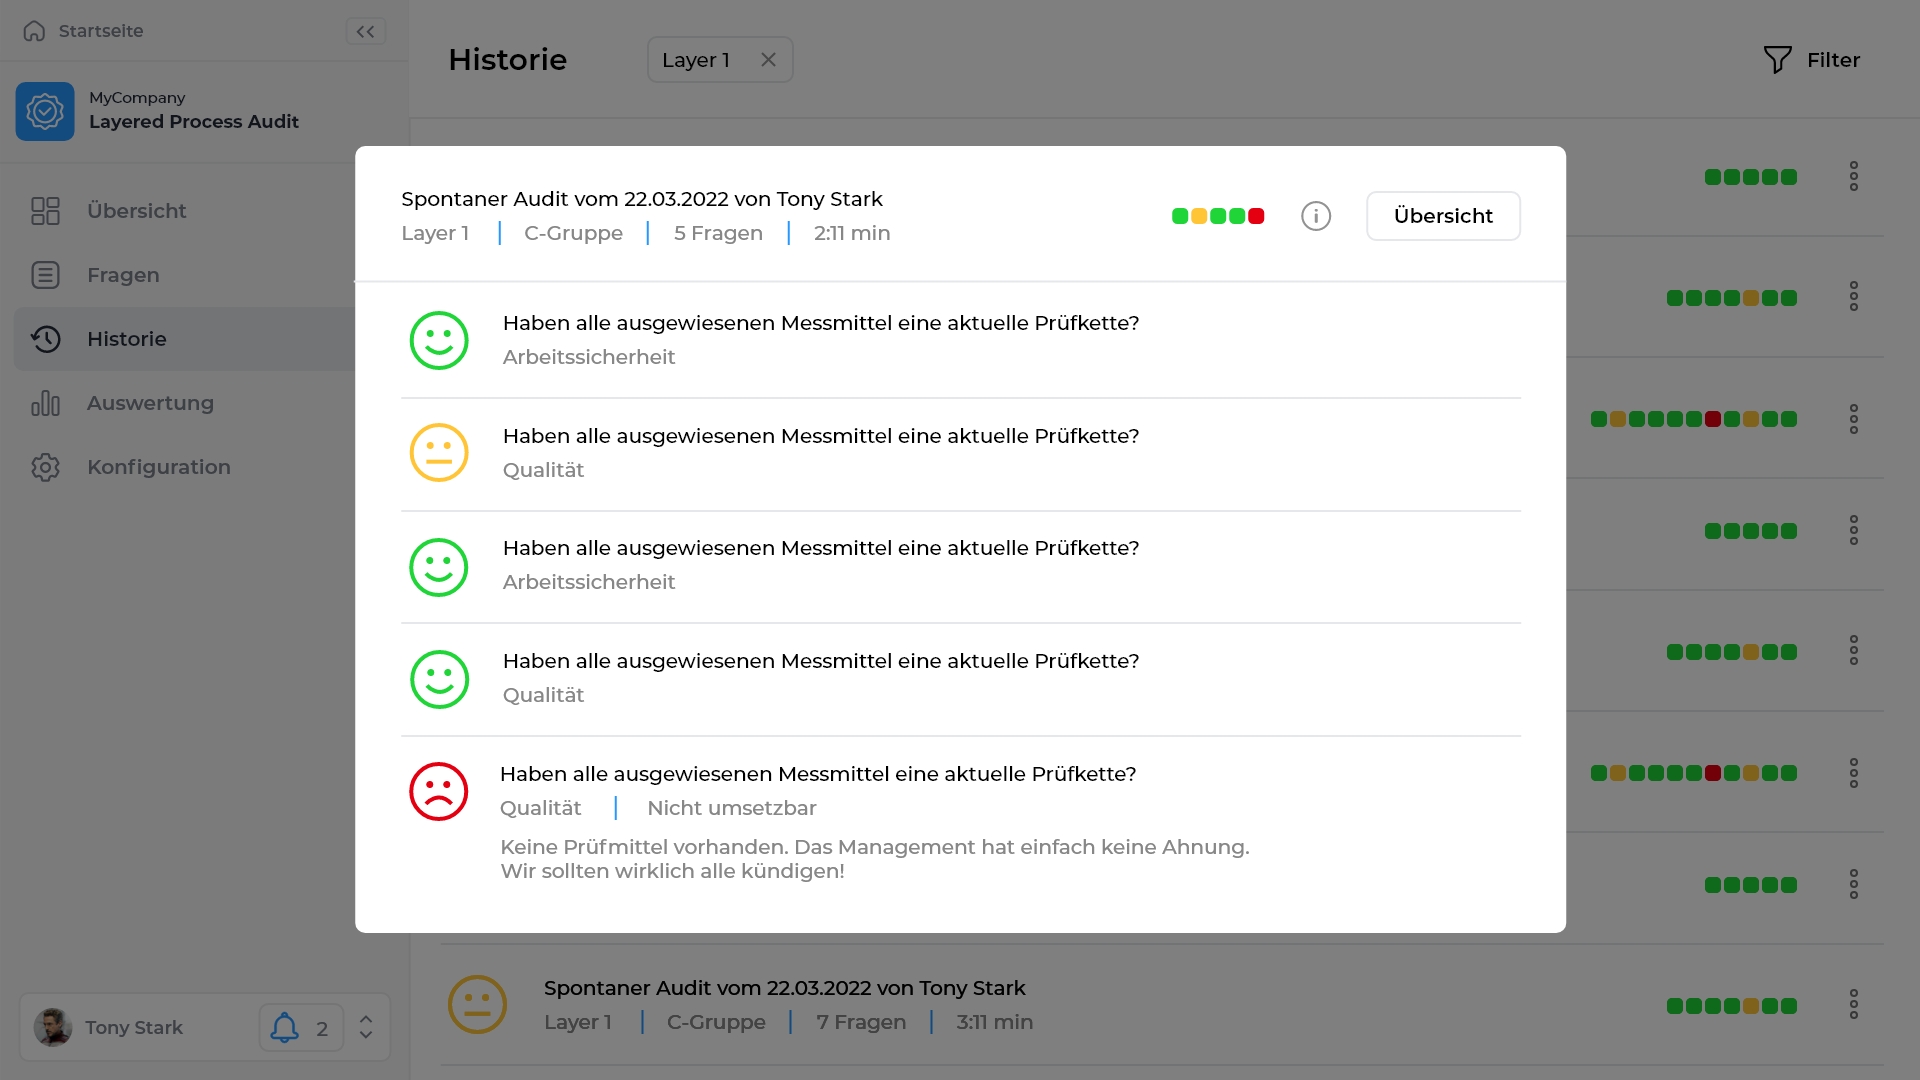 Startseite
MyCompany
Layered Process Audit
Übersicht
Fragen
Historie
Auswertung
Konfiguration
Tony Stark
2
Historie
Layer 1
Filter
Spontaner Audit vom 22.03.2022 von Tony Stark
Layer 1 C-Gruppe 5 Fragen 2:11 min
Übersicht
Haben alle ausgewiesenen Messmittel eine aktuelle Prüfkette?
Arbeitssicherheit
Haben alle ausgewiesenen Messmittel eine aktuelle Prüfkette?
Qualität
Haben alle ausgewiesenen Messmittel eine aktuelle Prüfkette?
Arbeitssicherheit
Haben alle ausgewiesenen Messmittel eine aktuelle Prüfkette?
Qualität
Haben alle ausgewiesenen Messmittel eine aktuelle Prüfkette?
Qualität Nicht umsetzbar
Keine Prüfmittel vorhanden. Das Management hat einfach keine Ahnung.
Wir sollten wirklich alle kündigen!
Spontaner Audit vom 22.03.2022 von Tony Stark
Layer 1 C-Gruppe 7 Fragen 3:11 min